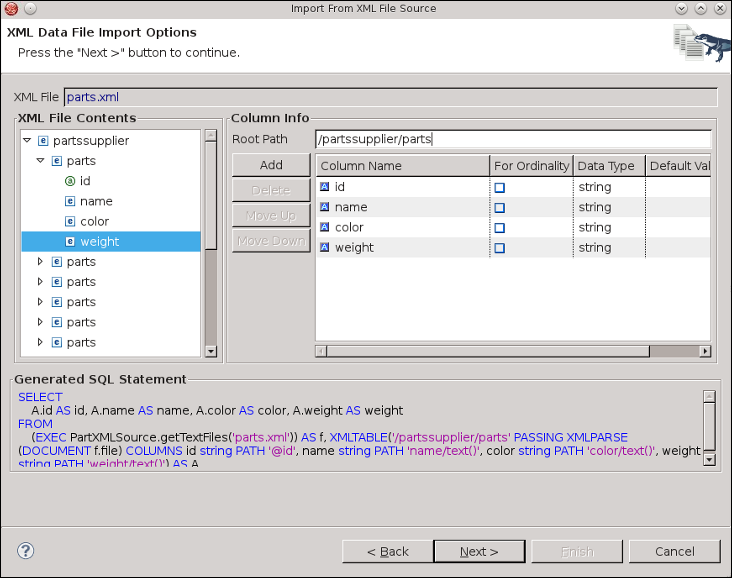 Import From XML File Source
XML Data File Import Options
Press the "Next >" button to continue.
XML File parts.xml
XML File Contents
partssupplier
parts
id
name
color
weight
parts
parts
parts
parts
parts
Column Info
Root Path /partssupplier/parts
Add
Delete
Move Up
Move Down
Column Name For Ordinality Data Type Default Val
id string
name string
color string
weight string
Generated SQL Statement
SELECT
A.id AS id, A.name AS name, A.color AS color, A.weight AS weight
FROM
(EXEC PartXMLSource.getTextFiles('parts.xml')) AS f, XMLTABLE('/partssupplier/parts' PASSING XMLPARSE
(DOCUMENT f.file) COLUMNS id string PATH '@id', name string PATH 'name/text()', color string PATH 'color/text()', weight
string PATH 'weight/text()') AS A
< Back Next > Finish Cancel